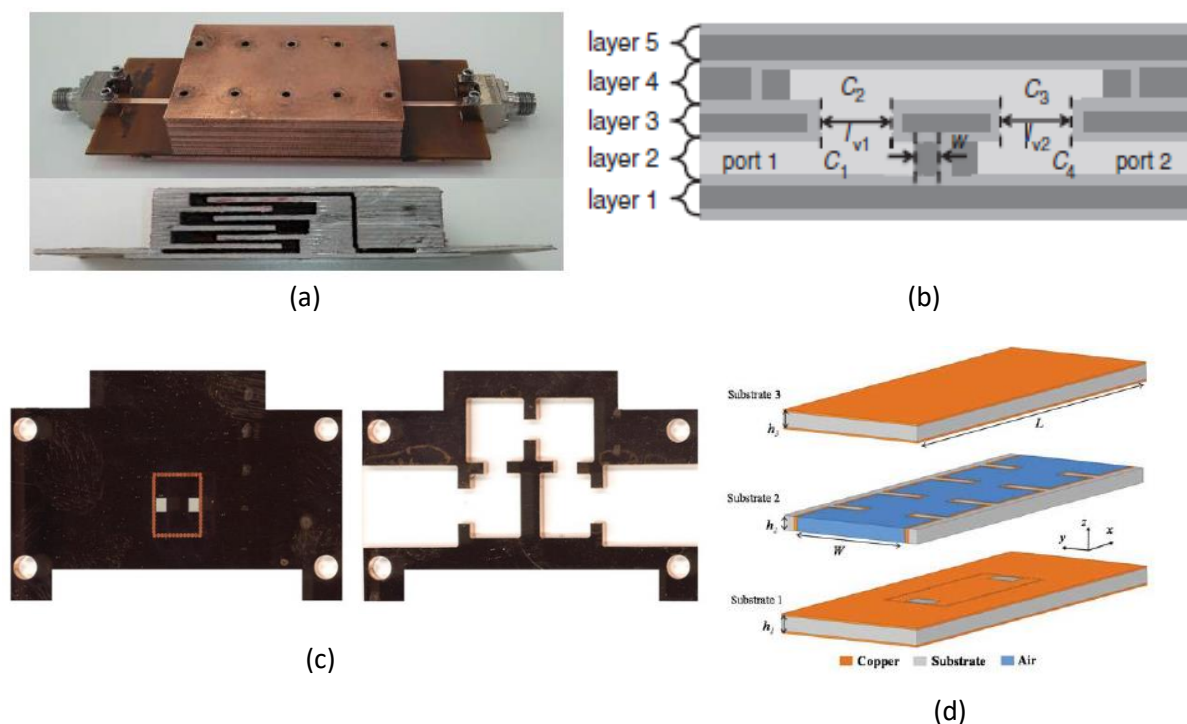 (a)
layer 5
layer 4
layer 3
layer 2
layer 1
C2
C3
lv1
w
lv2
port 1
C1
C4
port 2
(b)
(c)
Substrate 3
h3
L
Substrate 2
h2
W
z
y
x
Substrate 1
h1
Copper
Substrate
Air
(d)